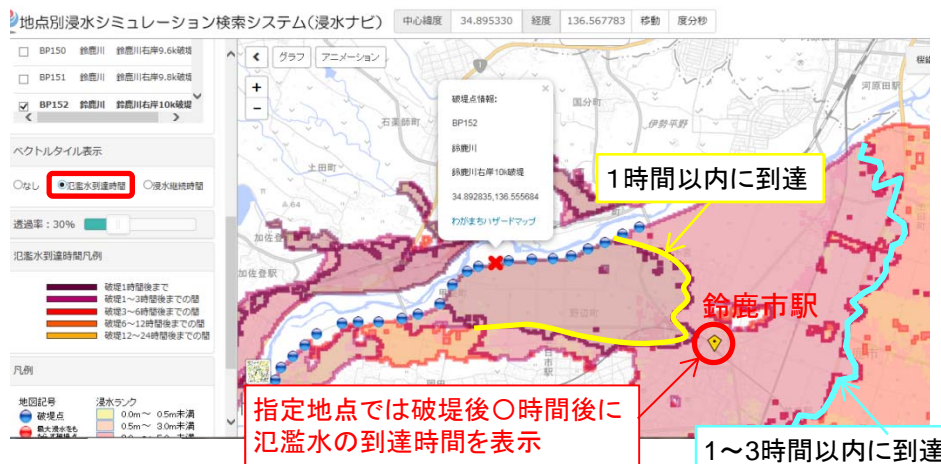 地点別浸水シミュレーション検索システム(浸水ナビ)
中心緯度 34.895330 経度 136.567783 移動 度分秒
BP150 鈴鹿川 鈴鹿川右岸9.6k破堤
BP151 鈴鹿川 鈴鹿川右岸9.8k破堤
BP152 鈴鹿川 鈴鹿川右岸10k破堤
ベクトルタイル表示
なし 氾濫水到達時間 浸水継続時間
透過率:30%
氾濫水到達時間凡例
破堤1時間後まで
破堤1~3時間後までの間
破堤3~6時間後までの間
破堤6~12時間後までの間
破堤12~24時間後までの間
凡例
地図記号 浸水ランク
破堤点 0.0m~ 0.5m未満
最大浸水をも 0.5m~ 3.0m未満
グラフ アニメーション
+
−
破堤点情報:
BP152
鈴鹿川
鈴鹿川右岸10k破堤
34.892835,136.555684
わがまちハザードマップ
×
石薬師町
国分町
伊勢平野
河原田駅
土田町
加佐登
加佐登駅
野辺町
1時間以内に到達
鈴鹿市駅
指定地点では破堤後〇時間後に
氾濫水の到達時間を表示
1~3時間以内に到達